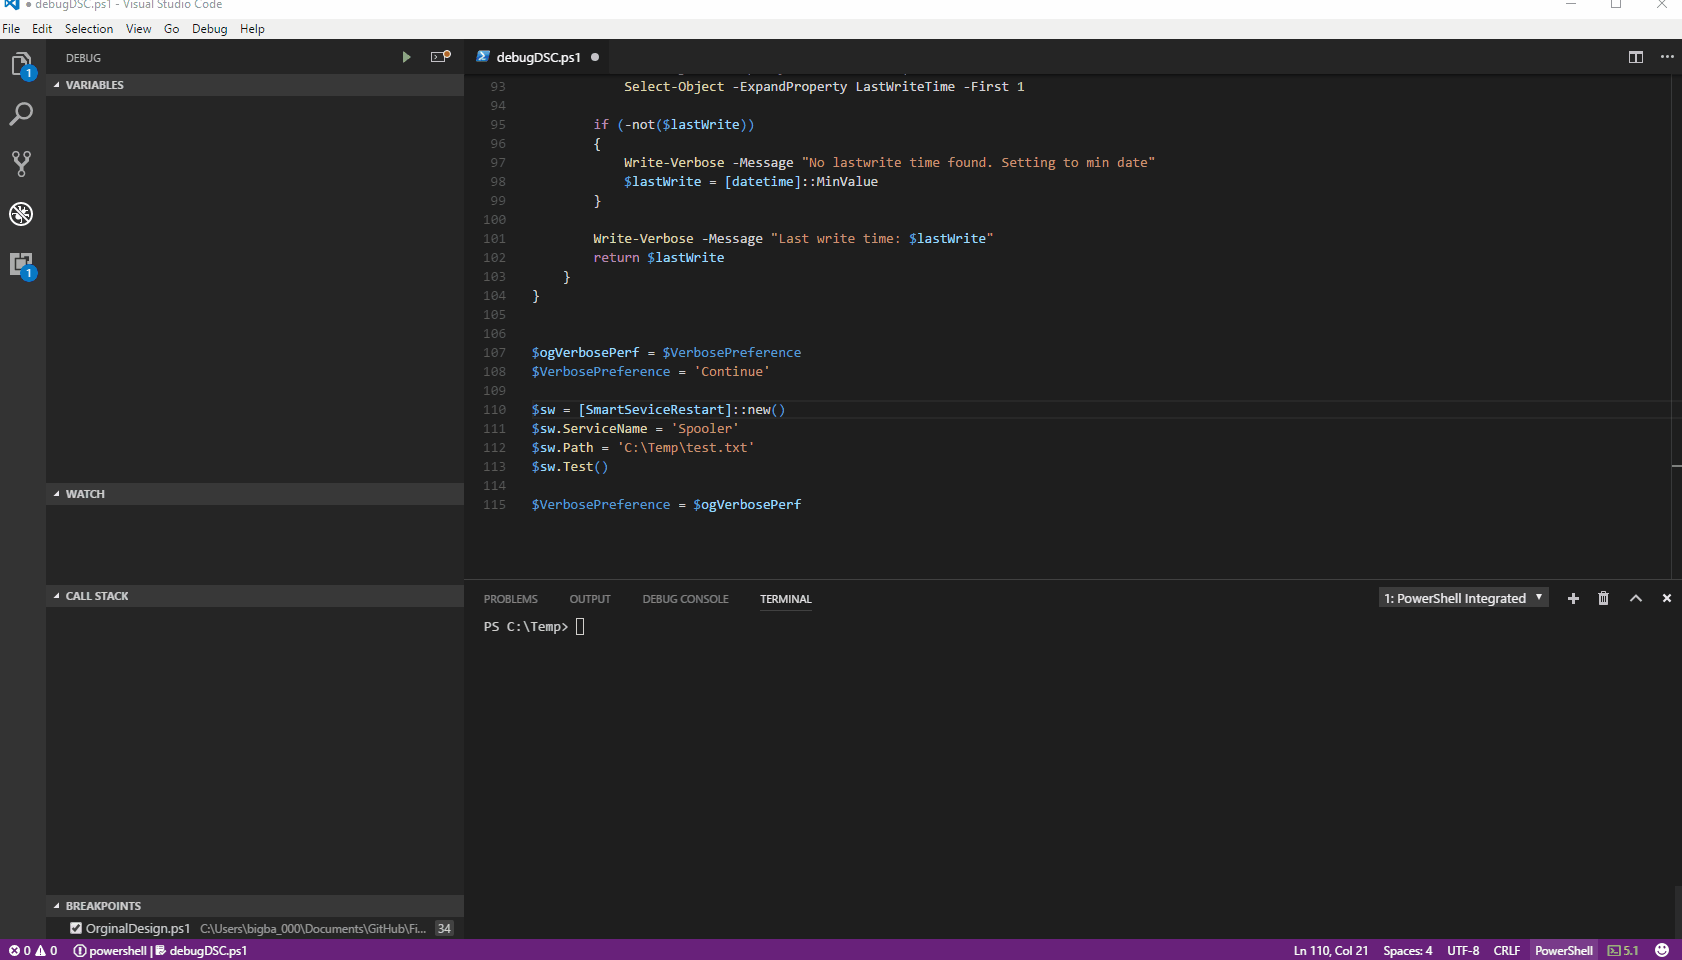 debugDSC.ps1 - Visual Studio Code
File Edit Selection View Go Debug Help
1
1
DEBUG
VARIABLES
WATCH
CALL STACK
BREAKPOINTS
OrginalDesign.ps1 C:\Users\bigba_000\Documents\GitHub\Fi... 34
debugDSC.ps1
93 Select-Object -ExpandProperty LastWriteTime -First 1
94
95 if (-not($lastWrite))
96 {
97 Write-Verbose -Message "No lastwrite time found. Setting to min date"
98 $lastWrite = [datetime]::MinValue
99 }
100
101 Write-Verbose -Message "Last write time: $lastWrite"
102 return $lastWrite
103 }
104 }
105
106
107 $ogVerbosePerf = $VerbosePreference
108 $VerbosePreference = 'Continue'
109
110 $sw = [SmartSeviceRestart]::new()
111 $sw.ServiceName = 'Spooler'
112 $sw.Path = 'C:\Temp\test.txt'
113 $sw.Test()
114
115 $VerbosePreference = $ogVerbosePerf
PROBLEMS OUTPUT DEBUG CONSOLE TERMINAL 1: PowerShell Integrated
PS C:\Temp>
0 0 powershell | debugDSC.ps1 Ln 110, Col 21 Spaces: 4 UTF-8 CRLF PowerShell 5.1